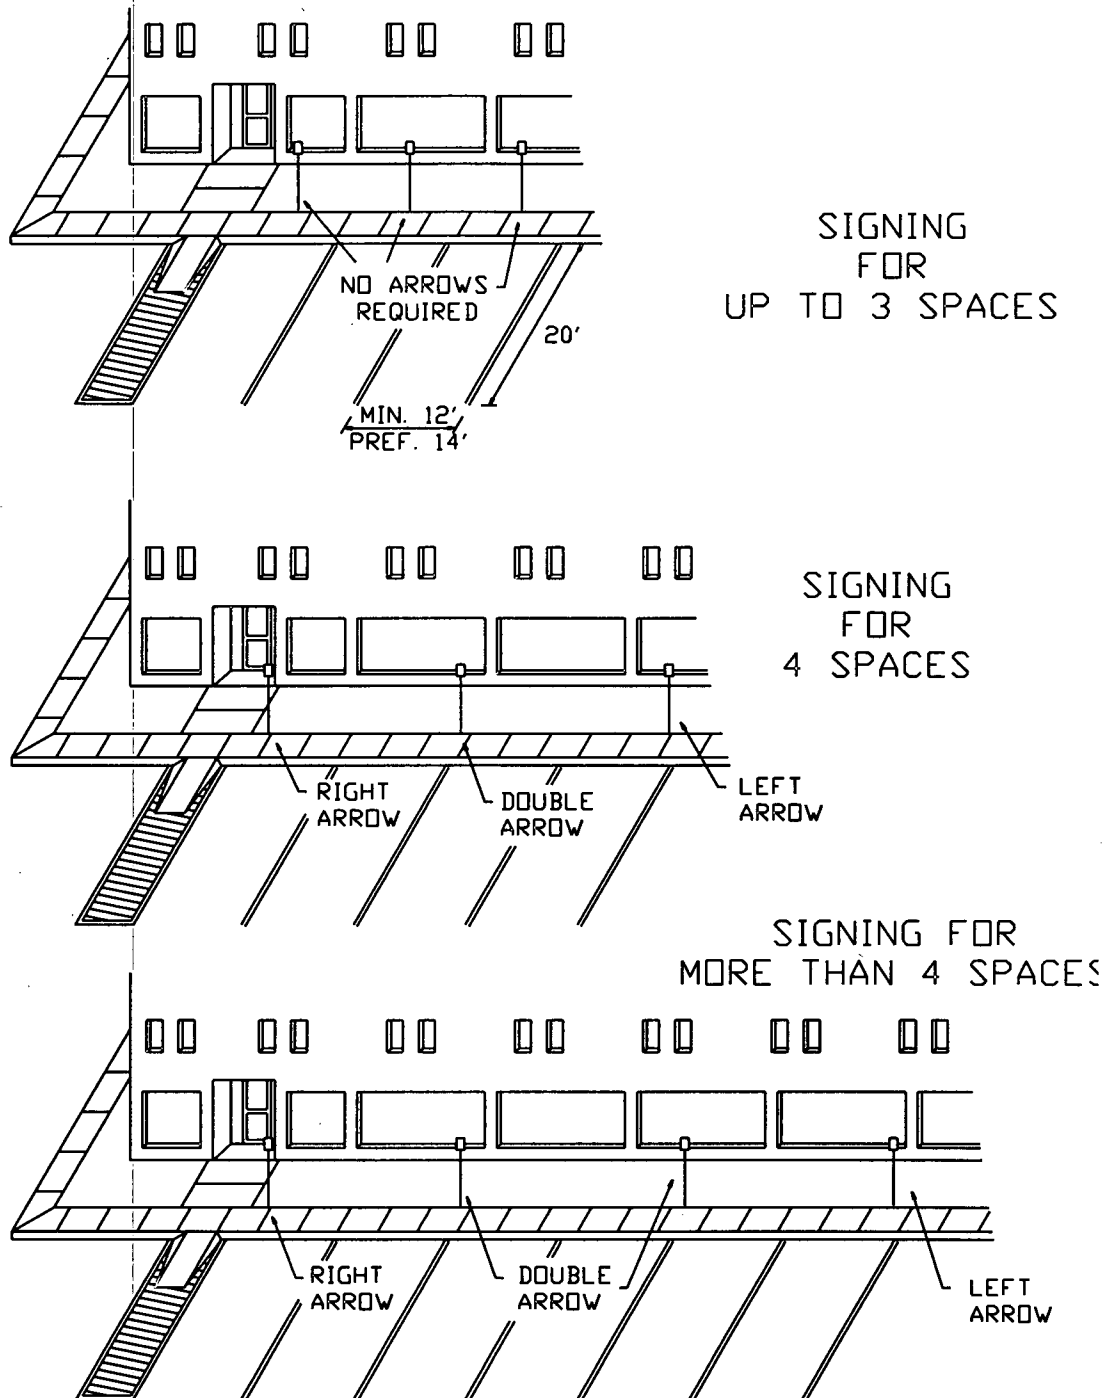 SIGNING
FOR
UP TO 3 SPACES
NO ARROWS
REQUIRED
20'
MIN. 12'
PREF. 14'
SIGNING
FOR
4 SPACES
RIGHT
ARROW
DOUBLE
ARROW
LEFT
ARROW
SIGNING FOR
MORE THAN 4 SPACES
RIGHT
ARROW
DOUBLE
ARROW
LEFT
ARROW